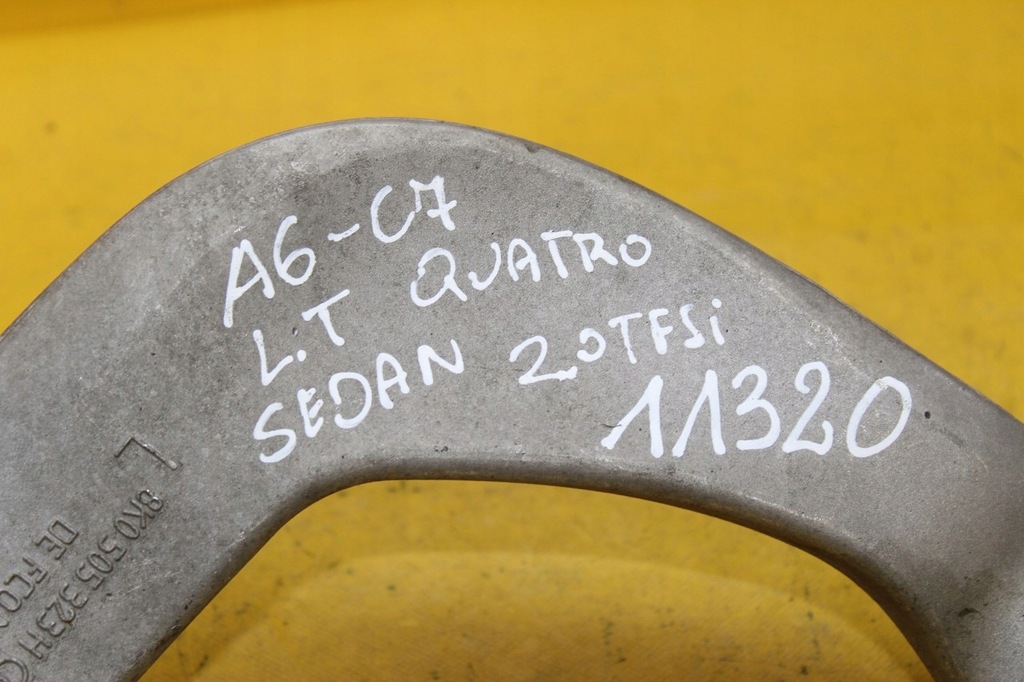 A6-C7
L.T QUATRO
SEDAN 2.0TFSi
11320
L
8K0 505 323H
DE FCO